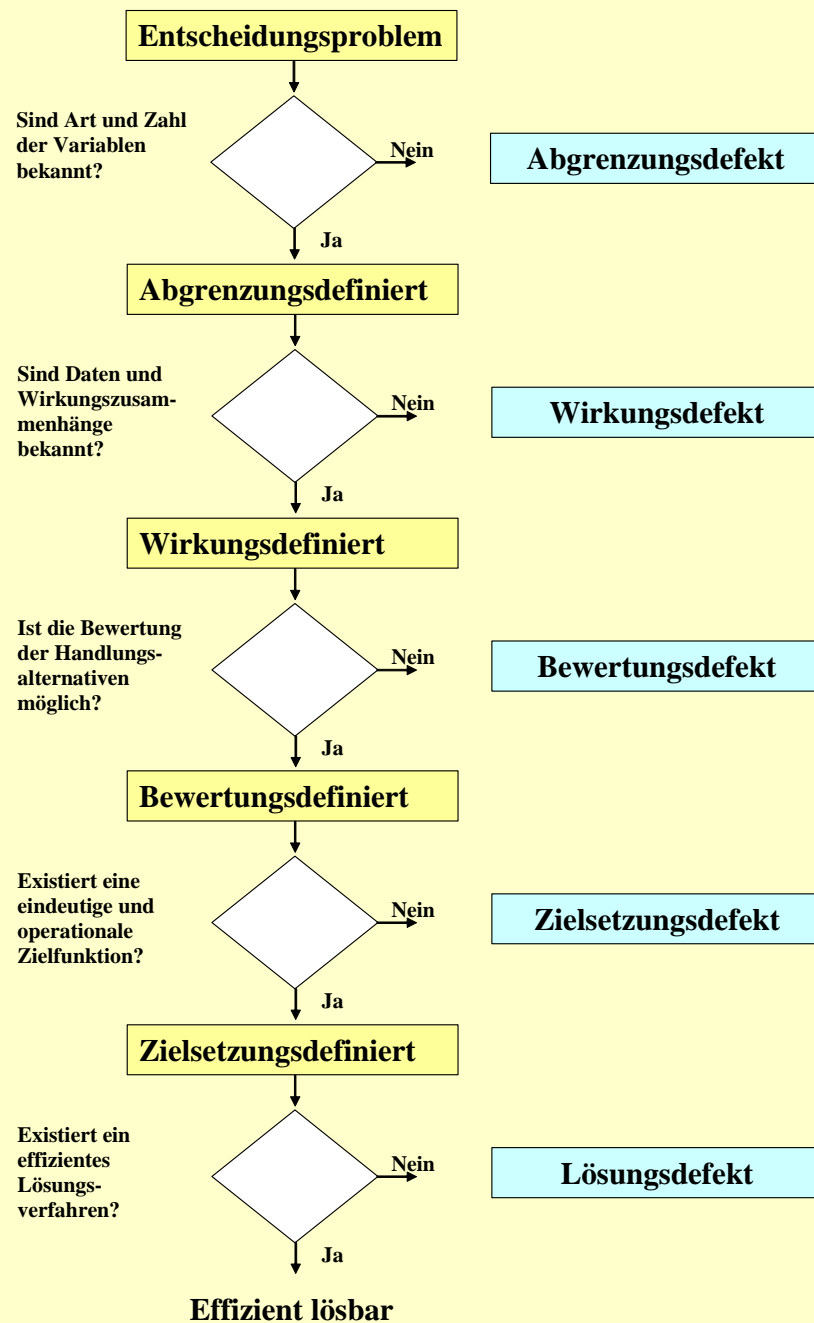 Entscheidungsproblem
Sind Art und Zahl
der Variablen
bekannt?
Nein
Abgrenzungsdefekt
Ja
Abgrenzungsdefiniert
Sind Daten und
Wirkungszusam-
menhänge
bekannt?
Nein
Wirkungsdefekt
Ja
Wirkungsdefiniert
Ist die Bewertung
der Handlungs-
alternativen
möglich?
Nein
Bewertungsdefekt
Ja
Bewertungsdefiniert
Existiert eine
eindeutige und
operationale
Zielfunktion?
Nein
Zielsetzungsdefekt
Ja
Zielsetzungsdefiniert
Existiert ein
effizientes
Lösungs-
verfahren?
Nein
Lösungsdefekt
Ja
Effizient lösbar